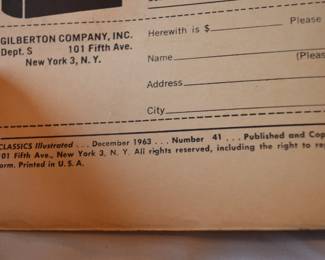 GILBERTON COMPANY, INC.
Dept. S 101 Fifth Ave.
New York 3, N. Y.
Herewith is $ Please
Name (Pleas
Address
City
CLASSICS Illustrated . . . December 1963 . . . Number 41 . . . Published and Cop
101 Fifth Ave., New York 3, N. Y. All rights reserved, including the right to rep
form. Printed in U. S. A.